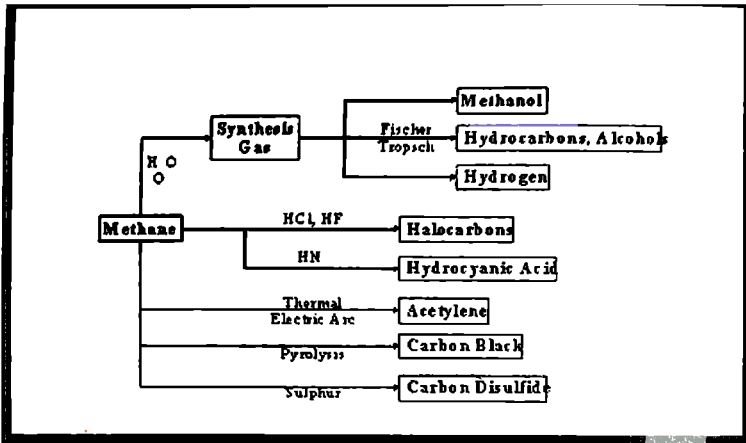 Methanol
Synthesis
Gas
Fischer
Tropsch
Hydrocarbons, Alcohols
H O
O
Hydrogen
Methane
HCl, HF
Halocarbons
HN
Hydrocyanic Acid
Thermal
Electric Arc
Acetylene
Pyrolysis
Carbon Black
Sulphur
Carbon Disulfide